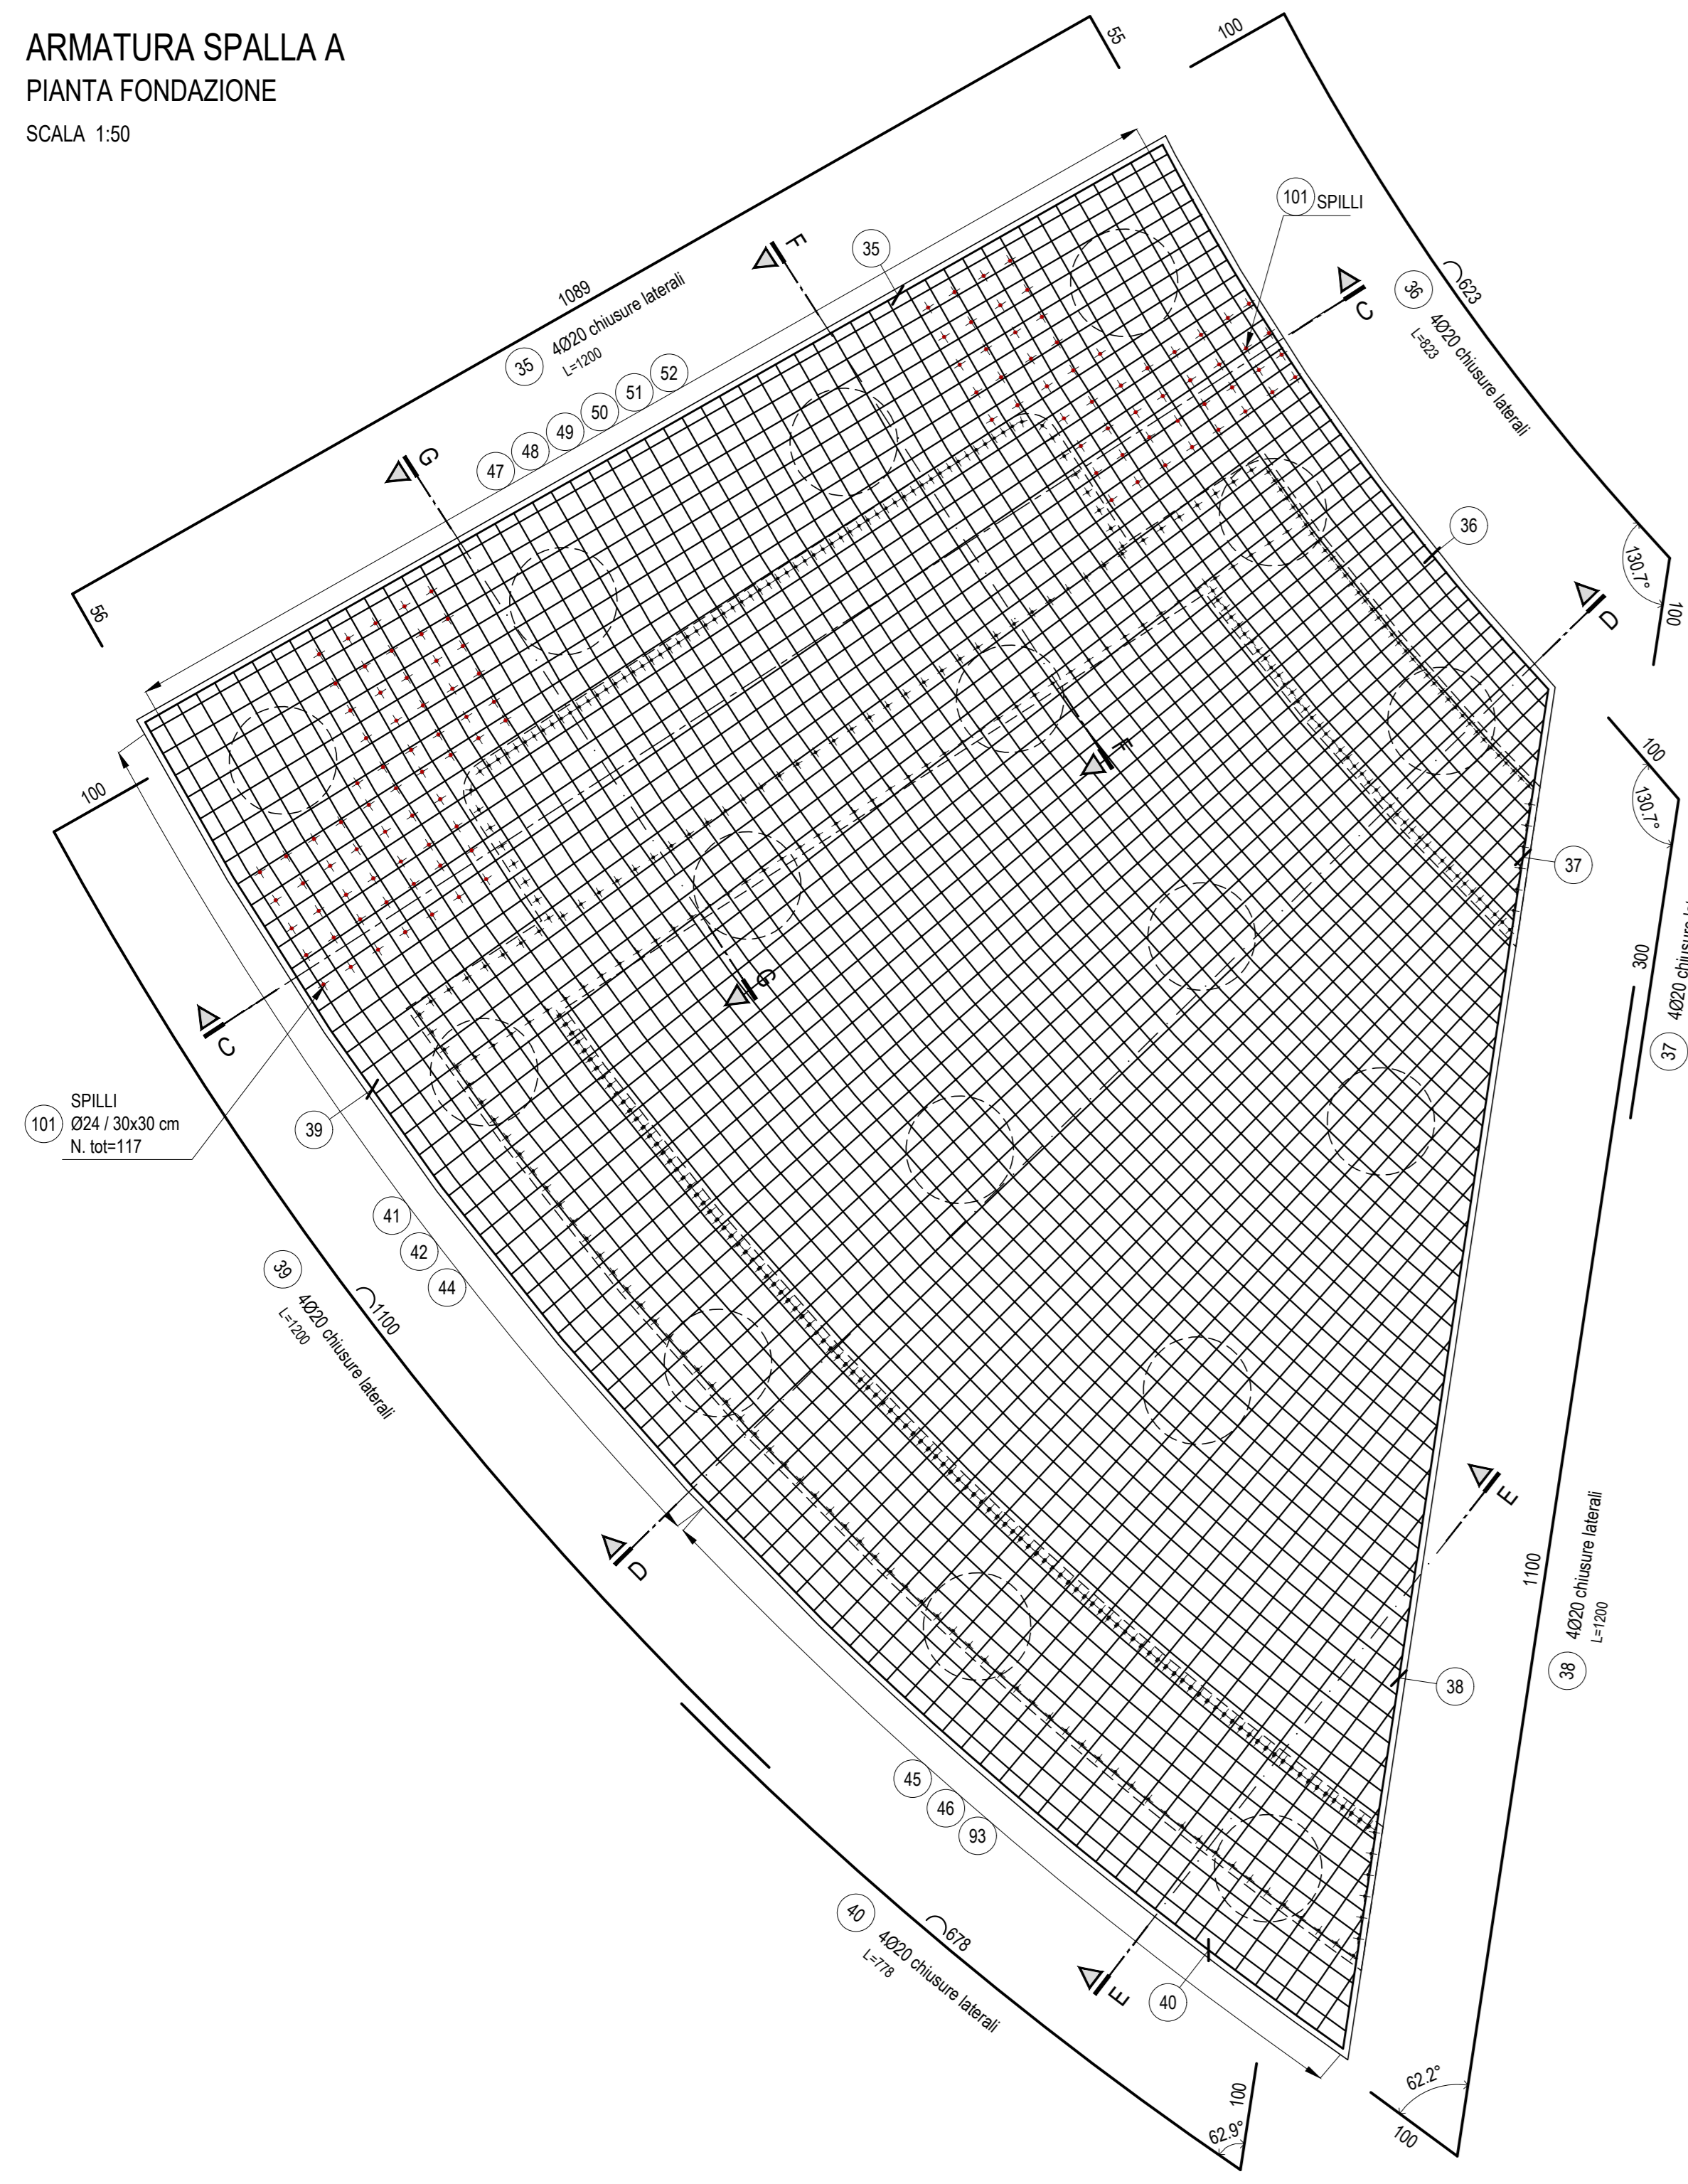 ARMATURA SPALLA A
PIANTA FONDAZIONE
SCALA 1:50
55
100
1089
35
4Ø20 chiusure laterali
L=1200
56
101
SPILLI
35
F
C
36
4Ø20 chiusure laterali
L=823
623
G
47
48
49
50
51
52
36
130.7°
100
D
100
100
130.7°
37
F
300
37
4Ø20 chiusure
G
C
101
SPILLI
Ø24 / 30x30 cm
N. tot=117
39
41
42
44
39
4Ø20 chiusure laterali
L=1200
1100
D
E
1100
38
4Ø20 chiusure laterali
L=1200
38
45
46
93
40
4Ø20 chiusure laterali
L=778
678
E
40
62.2°
100
100
62.9°